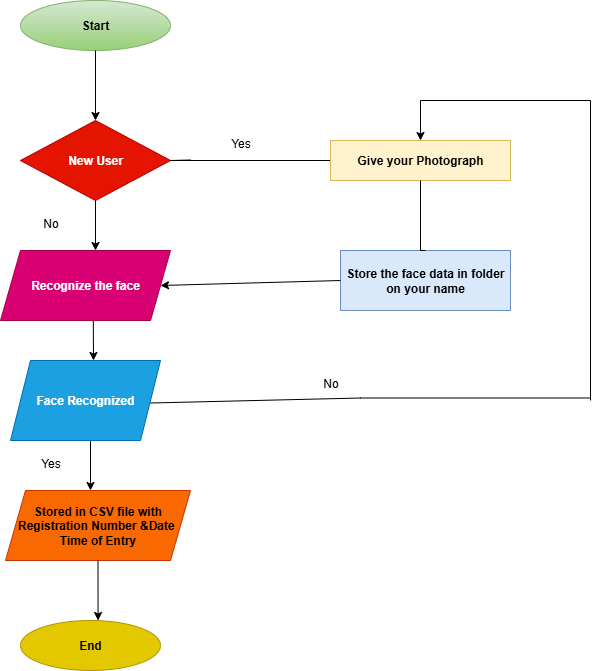 Start
New User
Yes
Give your Photograph
No
Recognize the face
Store the face data in folder
on your name
Face Recognized
No
Yes
Stored in CSV file with
Registration Number &Date
Time of Entry
End